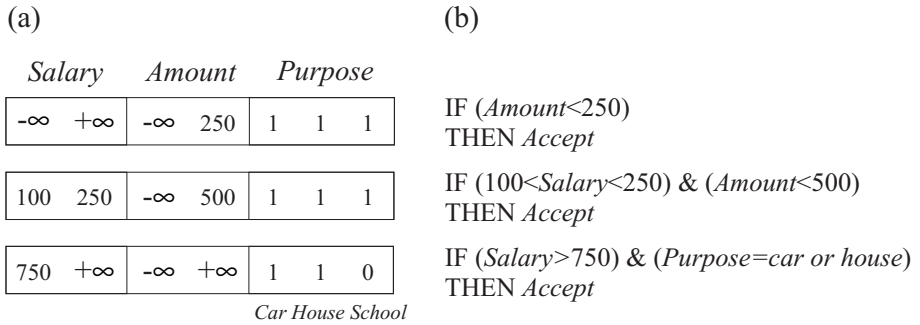 (a)
(b)
Salary Amount Purpose
-∞ +∞ -∞ 250 1 1 1
IF (Amount<250)
THEN Accept
100 250 -∞ 500 1 1 1
IF (100<Salary<250) & (Amount<500)
THEN Accept
750 +∞ -∞ +∞ 1 1 0
IF (Salary>750) & (Purpose=car or house)
THEN Accept
Car House School